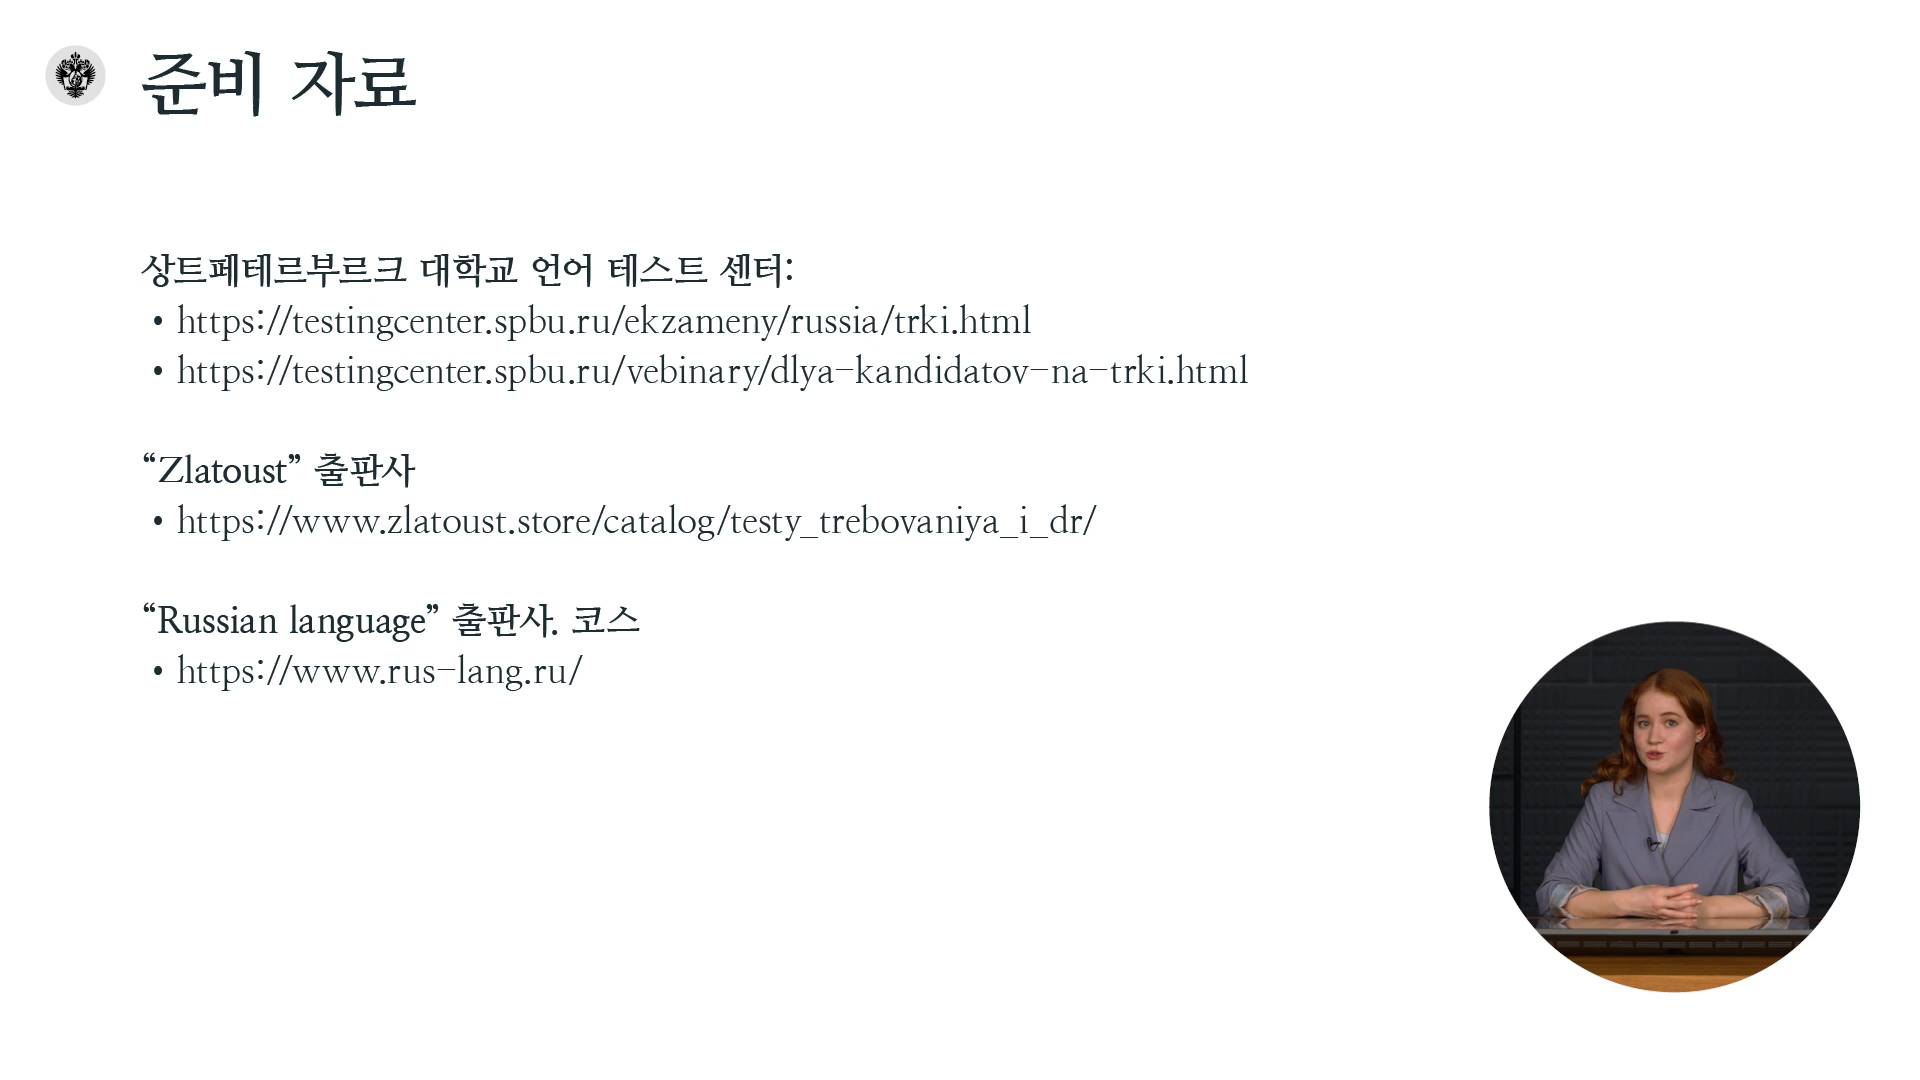 준비 자료
상트페테르부르크 대학교 언어 테스트 센터:
• https://testingcenter.spbu.ru/ekzameny/russia/trki.html
• https://testingcenter.spbu.ru/vebinary/dlya-kandidatov-na-trki.html
“Zlatoust” 출판사
• https://www.zlatoust.store/catalog/testy_trebovaniya_i_dr/
“Russian language” 출판사. 코스
• https://www.rus-lang.ru/